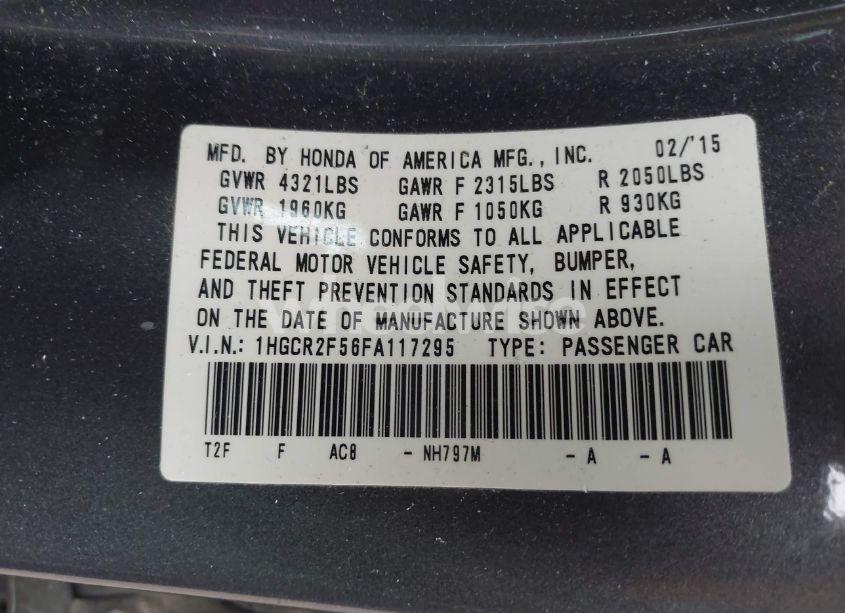 MFD. BY HONDA OF AMERICA MFG., INC. 02/'15
GVWR 4321LBS GAWR F 2315LBS R 2050LBS
GVWR 1960KG GAWR F 1050KG R 930KG
THIS VEHICLE CONFORMS TO ALL APPLICABLE
FEDERAL MOTOR VEHICLE SAFETY, BUMPER,
AND THEFT PREVENTION STANDARDS IN EFFECT
ON THE DATE OF MANUFACTURE SHOWN ABOVE.
V.I.N.: 1HGCR2F56FA117295 TYPE: PASSENGER CAR
T2F F AC8 - NH797M - A - A